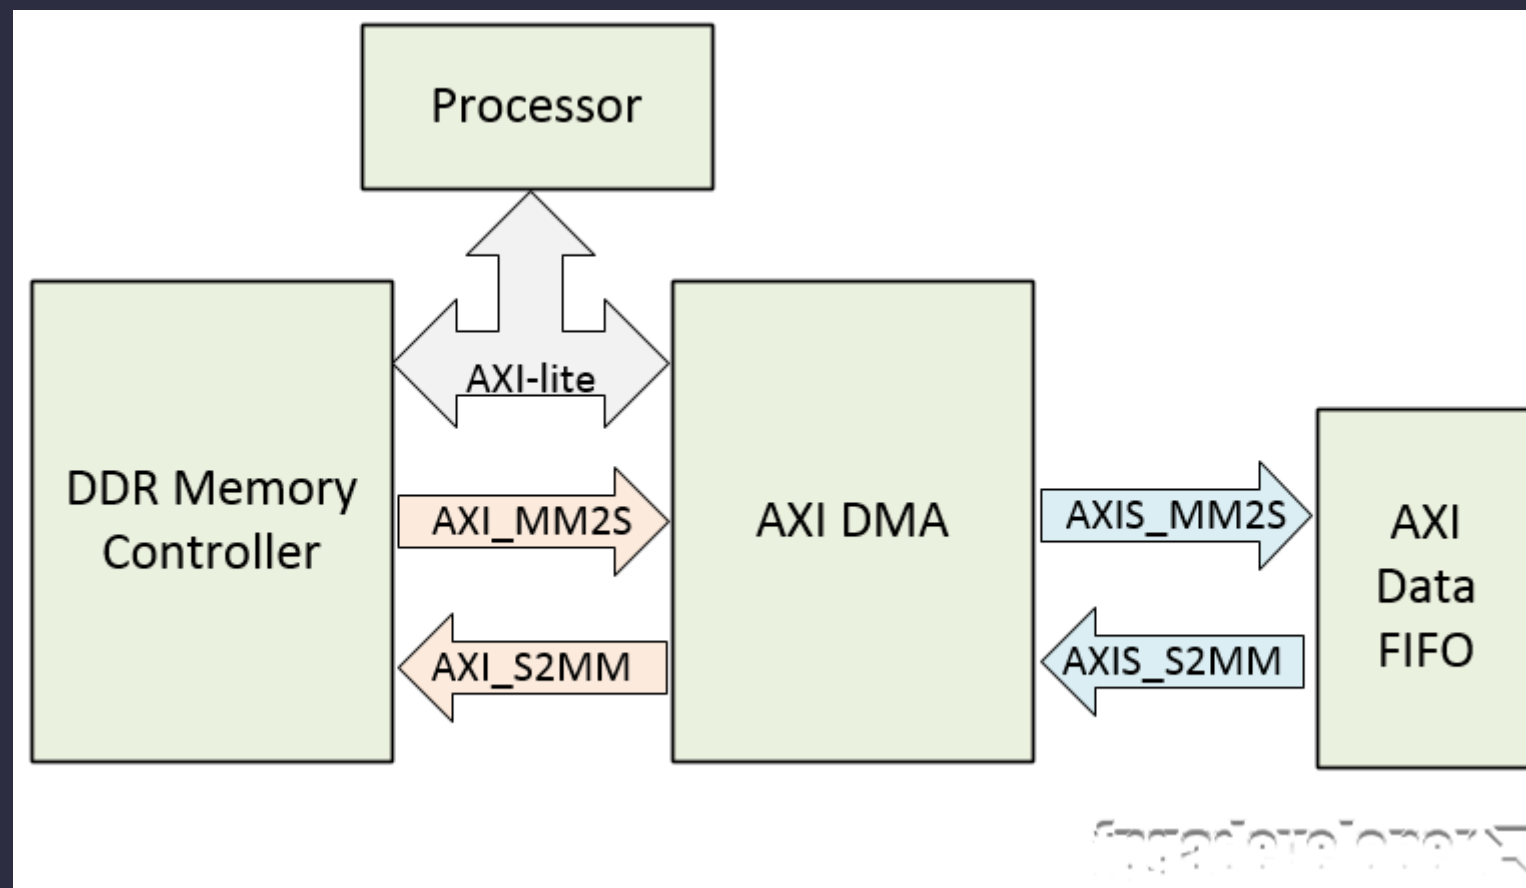 Processor
AXI-lite
DDR Memory
Controller
AXI_MM2S
AXI_S2MM
AXI DMA
AXIS_MM2S
AXIS_S2MM
AXI
Data
FIFO